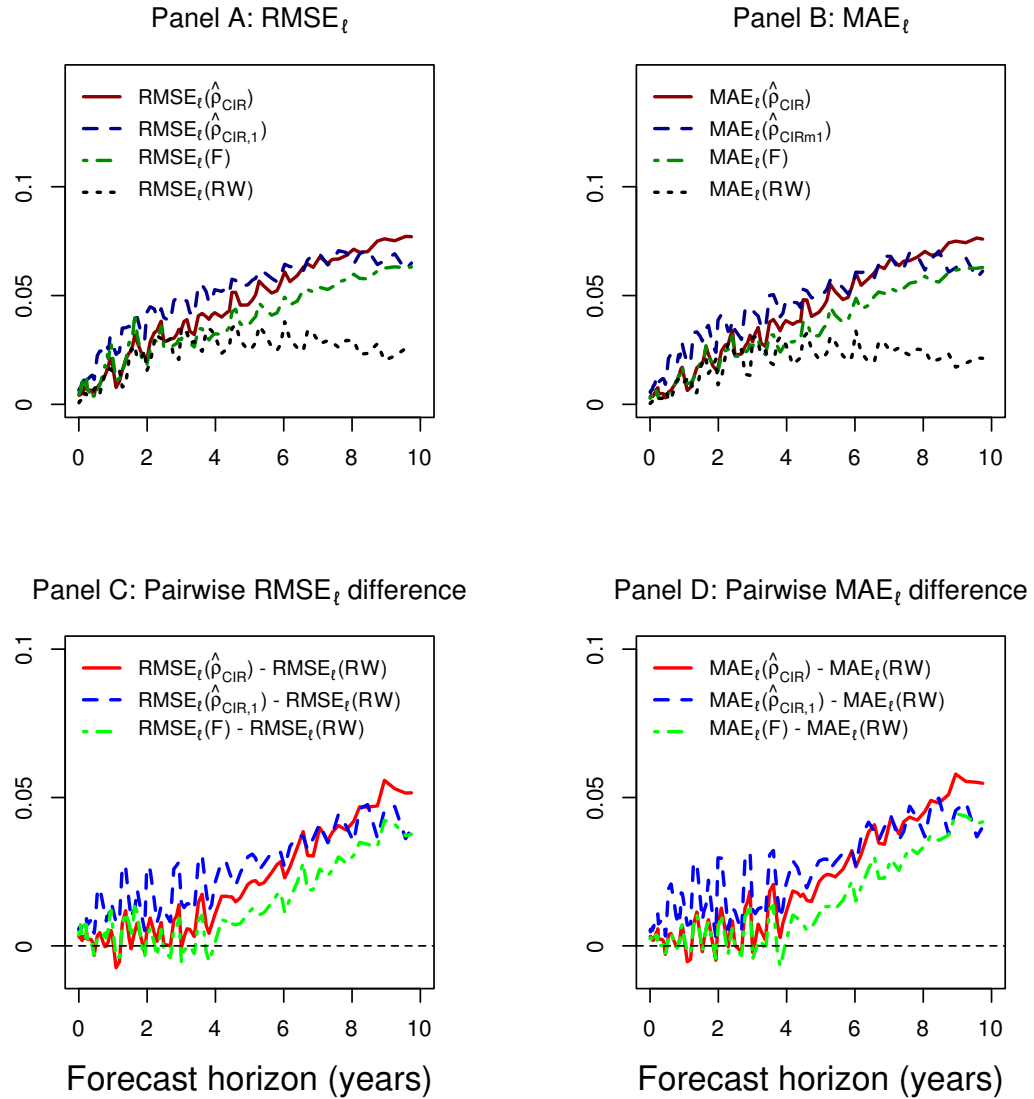 Panel A: RMSEℓ
RMSEℓ(ρ̂CIR)
RMSEℓ(ρ̂CIR,1)
RMSEℓ(F)
RMSEℓ(RW)
0.1
0.05
0
0 2 4 6 8 10
Panel B: MAEℓ
MAEℓ(ρ̂CIR)
MAEℓ(ρ̂CIRm1)
MAEℓ(F)
MAEℓ(RW)
0.1
0.05
0
0 2 4 6 8 10
Panel C: Pairwise RMSEℓ difference
RMSEℓ(ρ̂CIR) - RMSEℓ(RW)
RMSEℓ(ρ̂CIR,1) - RMSEℓ(RW)
RMSEℓ(F) - RMSEℓ(RW)
0.1
0.05
0
0 2 4 6 8 10
Forecast horizon (years)
Panel D: Pairwise MAEℓ difference
MAEℓ(ρ̂CIR) - MAEℓ(RW)
MAEℓ(ρ̂CIR,1) - MAEℓ(RW)
MAEℓ(F) - MAEℓ(RW)
0.1
0.05
0
0 2 4 6 8 10
Forecast horizon (years)